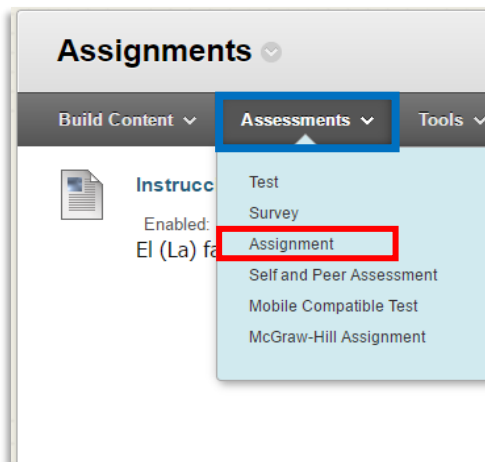 Assignments
Build Content Assessments Tools
Instrucc
Enabled:
El (La) fa
Test
Survey
Assignment
Self and Peer Assessment
Mobile Compatible Test
McGraw-Hill Assignment